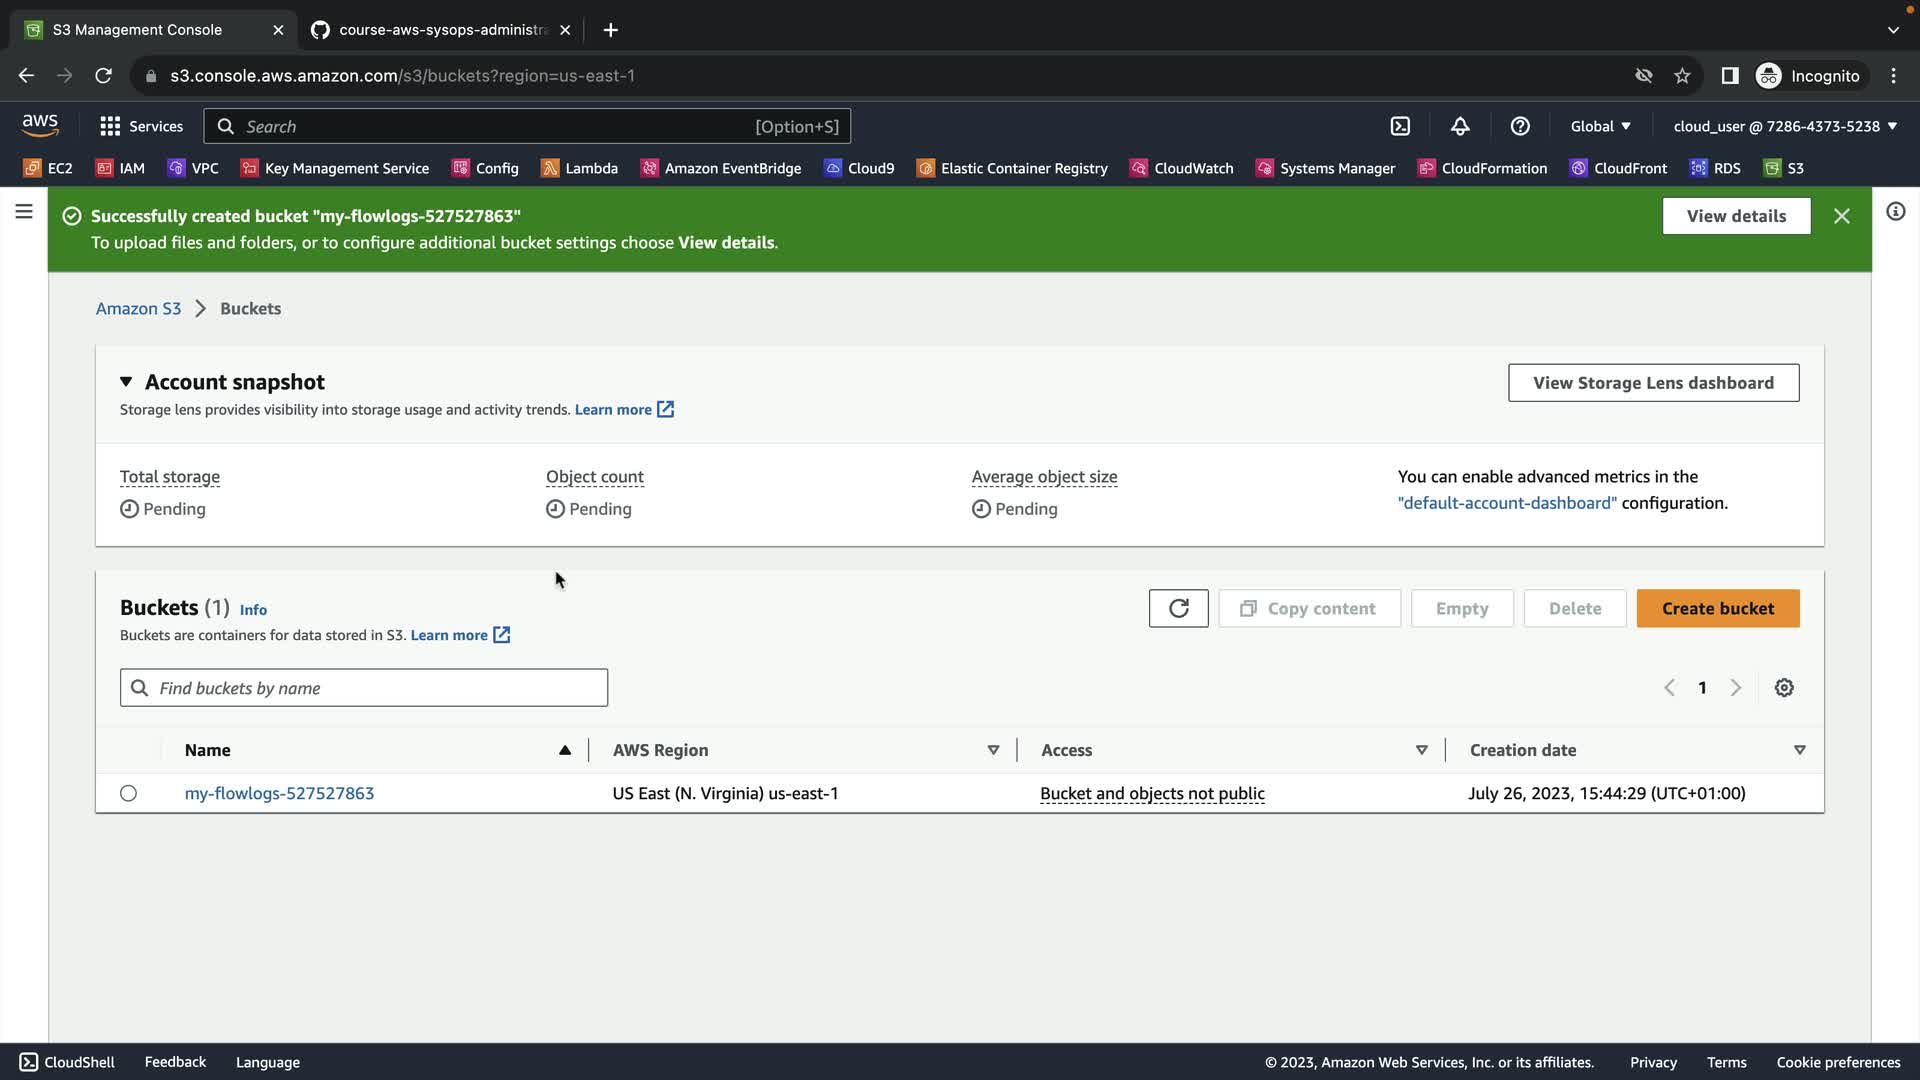 S3 Management Console
course-aws-sysops-administra
s3.console.aws.amazon.com/s3/buckets?region=us-east-1
Incognito
aws
Services
Search
[Option+S]
Global
cloud_user @ 7286-4373-5238
EC2
IAM
VPC
Key Management Service
Config
Lambda
Amazon EventBridge
Cloud9
Elastic Container Registry
CloudWatch
Systems Manager
CloudFormation
CloudFront
RDS
S3
Successfully created bucket "my-flowlogs-527527863"
To upload files and folders, or to configure additional bucket settings choose View details.
View details
Amazon S3
Buckets
Account snapshot
Storage lens provides visibility into storage usage and activity trends. Learn more
View Storage Lens dashboard
Total storage
Pending
Object count
Pending
Average object size
Pending
You can enable advanced metrics in the
"default-account-dashboard" configuration.
Buckets (1) Info
Buckets are containers for data stored in S3. Learn more
Copy content
Empty
Delete
Create bucket
Find buckets by name
1
Name
AWS Region
Access
Creation date
my-flowlogs-527527863
US East (N. Virginia) us-east-1
Bucket and objects not public
July 26, 2023, 15:44:29 (UTC+01:00)
CloudShell
Feedback
Language
© 2023, Amazon Web Services, Inc. or its affiliates.
Privacy
Terms
Cookie preferences